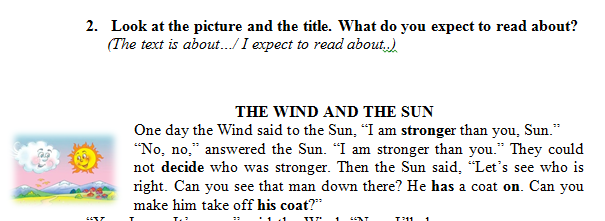 2. Look at the picture and the title. What do you expect to read about?
(The text is about.../ I expect to read about..)
THE WIND AND THE SUN
One day the Wind said to the Sun, “I am stronger than you, Sun.”
“No, no,” answered the Sun. “I am stronger than you.” They could
not decide who was stronger. Then the Sun said, “Let’s see who is
right. Can you see that man down there? He has a coat on. Can you
make him take off his coat?”